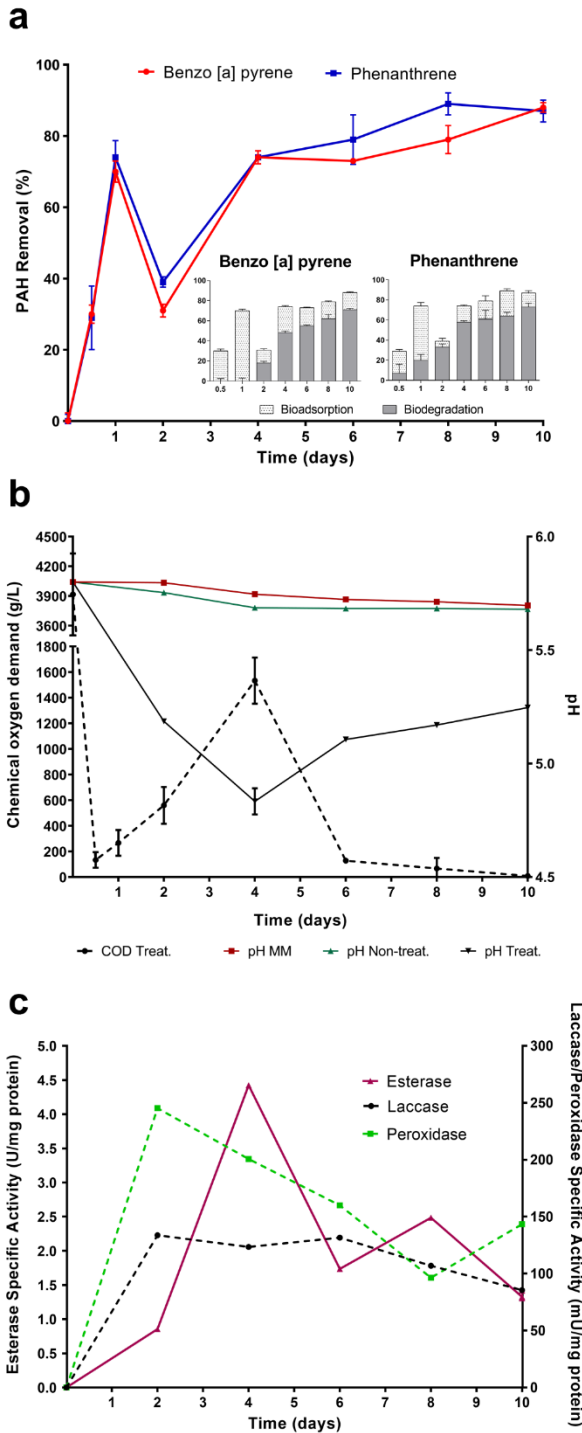 a
Benzo [a] pyrene
Phenanthrene
PAH Removal (%)
100
80
60
40
20
0
Benzo [a] pyrene
100
80
60
40
20
0
0.5 1 2 4 6 8 10
Phenanthrene
100
80
60
40
20
0
0.5 1 2 4 6 8 10
Bioadsorption
Biodegradation
1 2 3 4 5 6 7 8 9 10
Time (days)
b
Chemical oxygen demand (g/L)
4500
4200
3900
3600
1800
1600
1400
1200
1000
800
600
400
200
0
6.0
5.5
5.0
4.5
pH
1 2 3 4 5 6 7 8 9 10
Time (days)
COD Treat.
pH MM
pH Non-treat.
pH Treat.
c
Esterase Specific Activity (U/mg protein)
5.0
4.5
4.0
3.5
3.0
2.5
2.0
1.5
1.0
0.5
0.0
Esterase
Laccase
Peroxidase
300
250
200
150
100
50
0
Laccase/Peroxidase Specific
Activity (mU/mg protein)
1 2 3 4 5 6 7 8 9 10
Time (days)